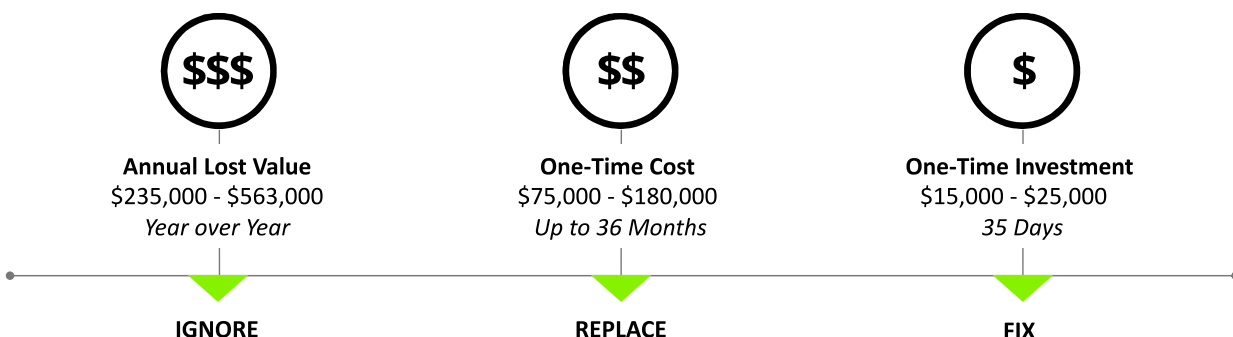 $$$
Annual Lost Value
$235,000 - $563,000
Year over Year
IGNORE
$$
One-Time Cost
$75,000 - $180,000
Up to 36 Months
REPLACE
$
One-Time Investment
$15,000 - $25,000
35 Days
FIX